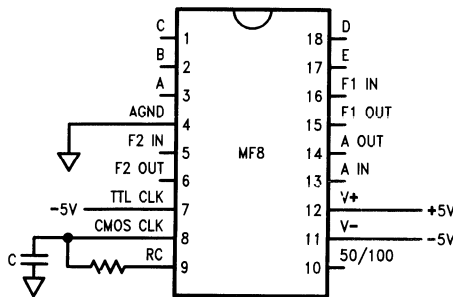 C 1 18 D
B 2 17 E
A 3 16 F1 IN
AGND 4 15 F1 OUT
F2 IN 5 14 A OUT
MF8
F2 OUT 6 13 A IN
-5V TTL CLK 7 12 V+ +5V
CMOS CLK 8 11 V- -5V
C RC 9 10 50/100